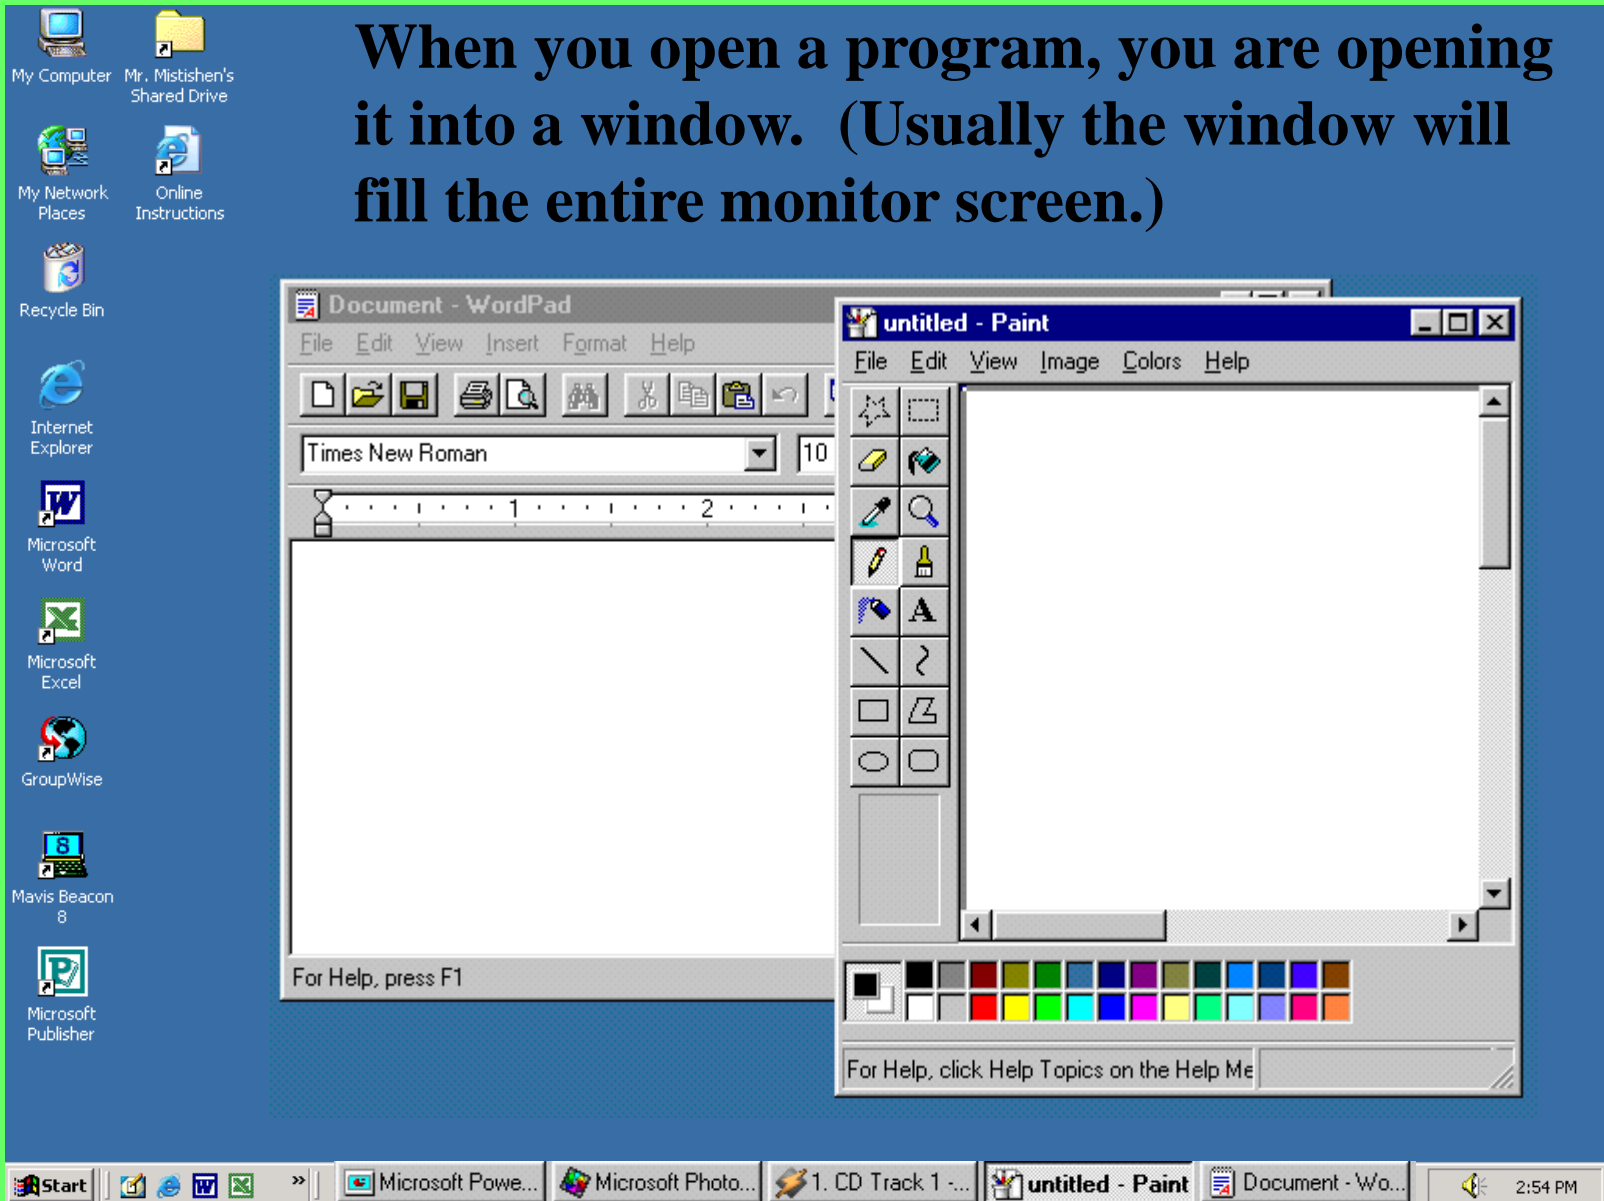 When you open a program, you are opening
it into a window.  (Usually the window will
fill the entire monitor screen.)
My Computer
Mr. Mistishen's
Shared Drive
My Network
Places
Online
Instructions
Recycle Bin
Internet
Explorer
Microsoft
Word
Microsoft
Excel
GroupWise
8
Mavis Beacon
8
Microsoft
Publisher
Document - WordPad
File Edit View Insert Format Help
Times New Roman
10
1 2
For Help, press F1
untitled - Paint
File Edit View Image Colors Help
A
For Help, click Help Topics on the Help Me
Start
Microsoft Powe...
Microsoft Photo...
1. CD Track 1 -...
untitled - Paint
Document - Wo...
2:54 PM